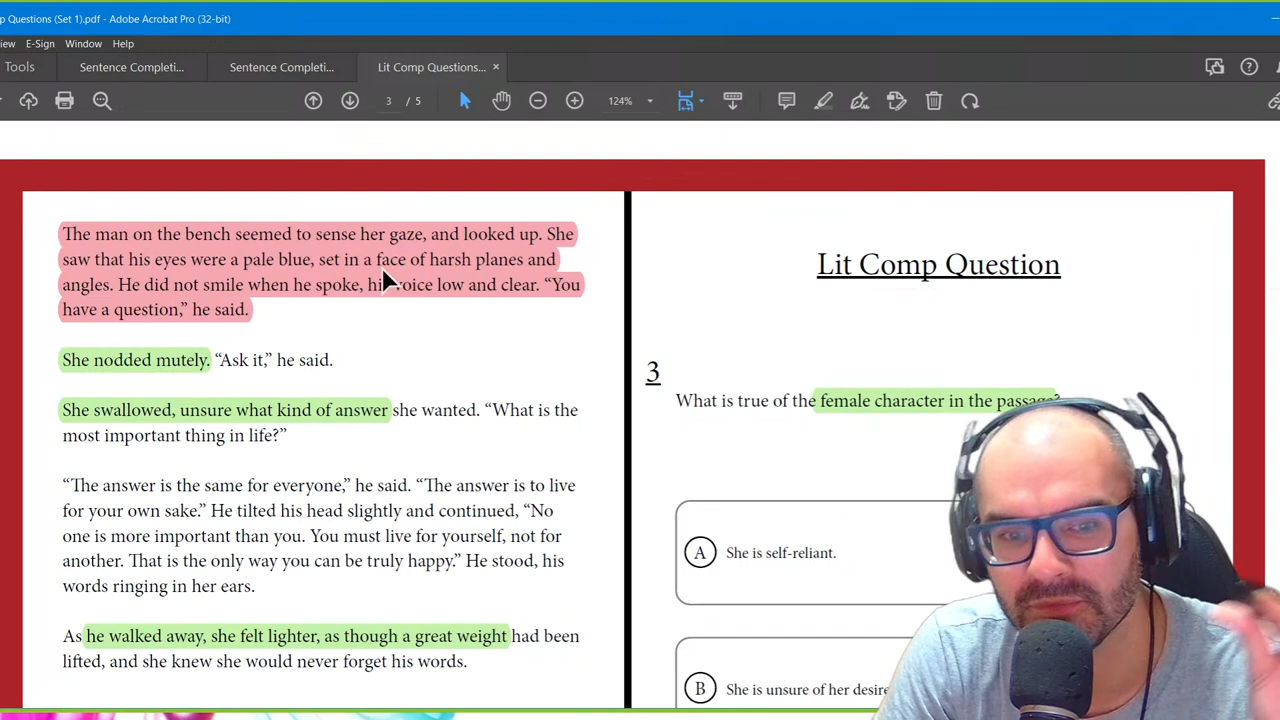 p Questions (Set 1).pdf - Adobe Acrobat Pro (32-bit)
iew E-Sign Window Help
Tools Sentence Completi... Sentence Completi... Lit Comp Questions... ×
3 / 5 124%
The man on the bench seemed to sense her gaze, and looked up. She
saw that his eyes were a pale blue, set in a face of harsh planes and
angles. He did not smile when he spoke, his voice low and clear. “You
have a question,” he said.
She nodded mutely. “Ask it,” he said.
She swallowed, unsure what kind of answer she wanted. “What is the
most important thing in life?”
“The answer is the same for everyone,” he said. “The answer is to live
for your own sake.” He tilted his head slightly and continued, “No
one is more important than you. You must live for yourself, not for
another. That is the only way you can be truly happy.” He stood, his
words ringing in her ears.
As he walked away, she felt lighter, as though a great weight had been
lifted, and she knew she would never forget his words.
Lit Comp Question
3
What is true of the female character in the passage?
A She is self-reliant.
B She is unsure of her desire